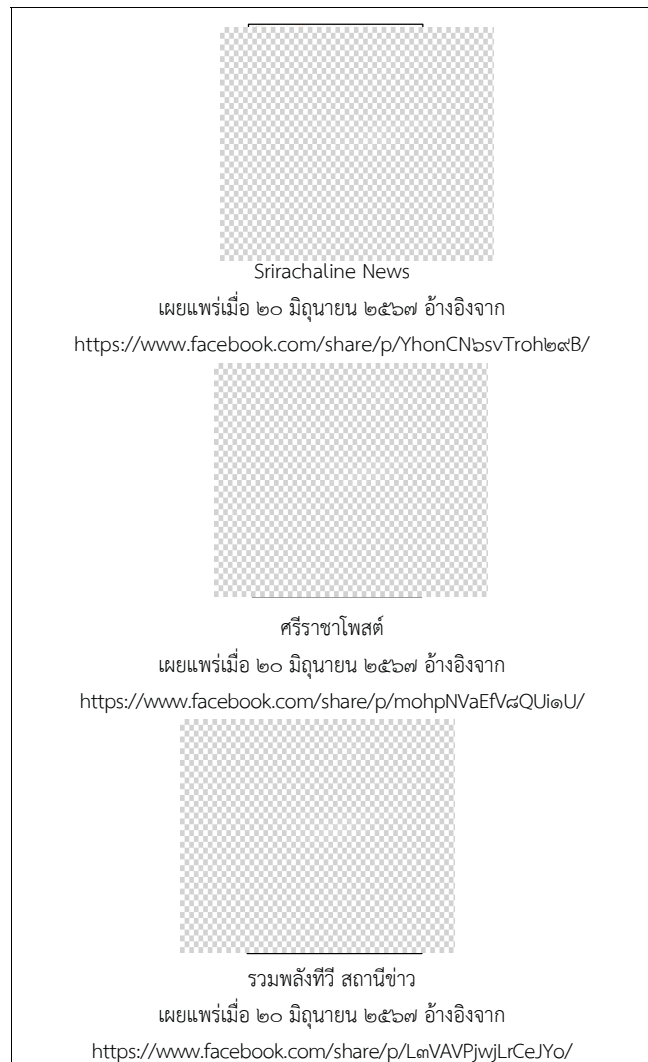 Srirachaline News
เผยแพร่เมื่อ ๒๐ มิถุนายน ๒๕๖๗ อ้างอิงจาก
https://www.facebook.com/share/p/YhonCN๖svTroh๒๙B/
ศรีราชาโพสต์
เผยแพร่เมื่อ ๒๐ มิถุนายน ๒๕๖๗ อ้างอิงจาก
https://www.facebook.com/share/p/mohpNVaEfV๘QUi๑U/
รวมพลังทีวี สถานีข่าว
เผยแพร่เมื่อ ๒๐ มิถุนายน ๒๕๖๗ อ้างอิงจาก
https://www.facebook.com/share/p/L๓VAVPjwjLrCeJYo/